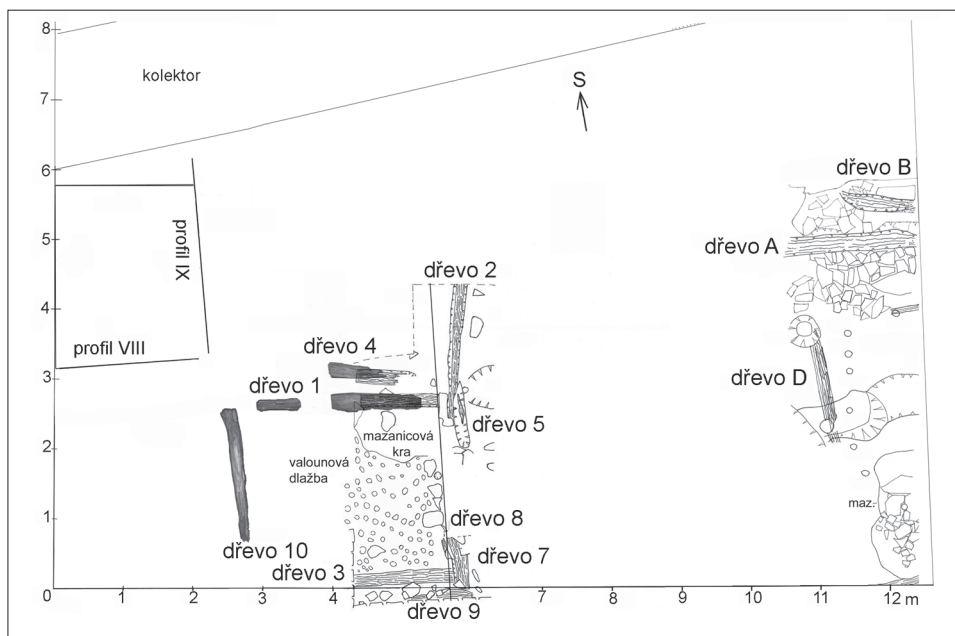 8
kolektor
7
S
6
dřevo B
profil IX
5
dřevo A
dřevo 2
4
profil VIII
dřevo 4
3
dřevo 1
dřevo D
dřevo 5
mazanicová
kra
2
valounová
dlažba
maz.
1
dřevo 8
dřevo 10
dřevo 7
dřevo 3
0
0 1 2 3 4 7 8 9 10 11 12 m
dřevo 9